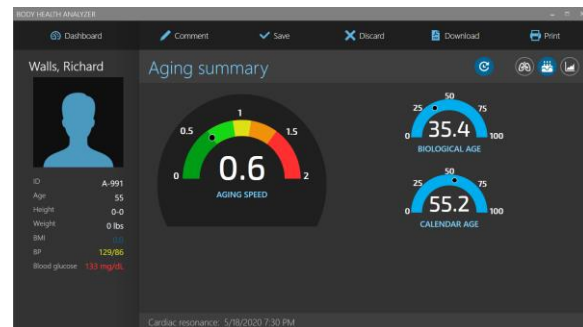 BODY HEALTH ANALYZER
Dashboard
Comment
Save
Discard
Download
Print
Walls, Richard
Aging summary
ID A-991
Age 55
Height 0-0
Weight 0 lbs
BMI 0.0
BP 129/86
Blood glucose 133 mg/dL
0 0.5 1 1.5 2
0.6
AGING SPEED
0 25 50 75 100
35.4
BIOLOGICAL AGE
0 25 50 75 100
55.2
CALENDAR AGE
Cardiac resonance: 5/18/2020 7:30 PM